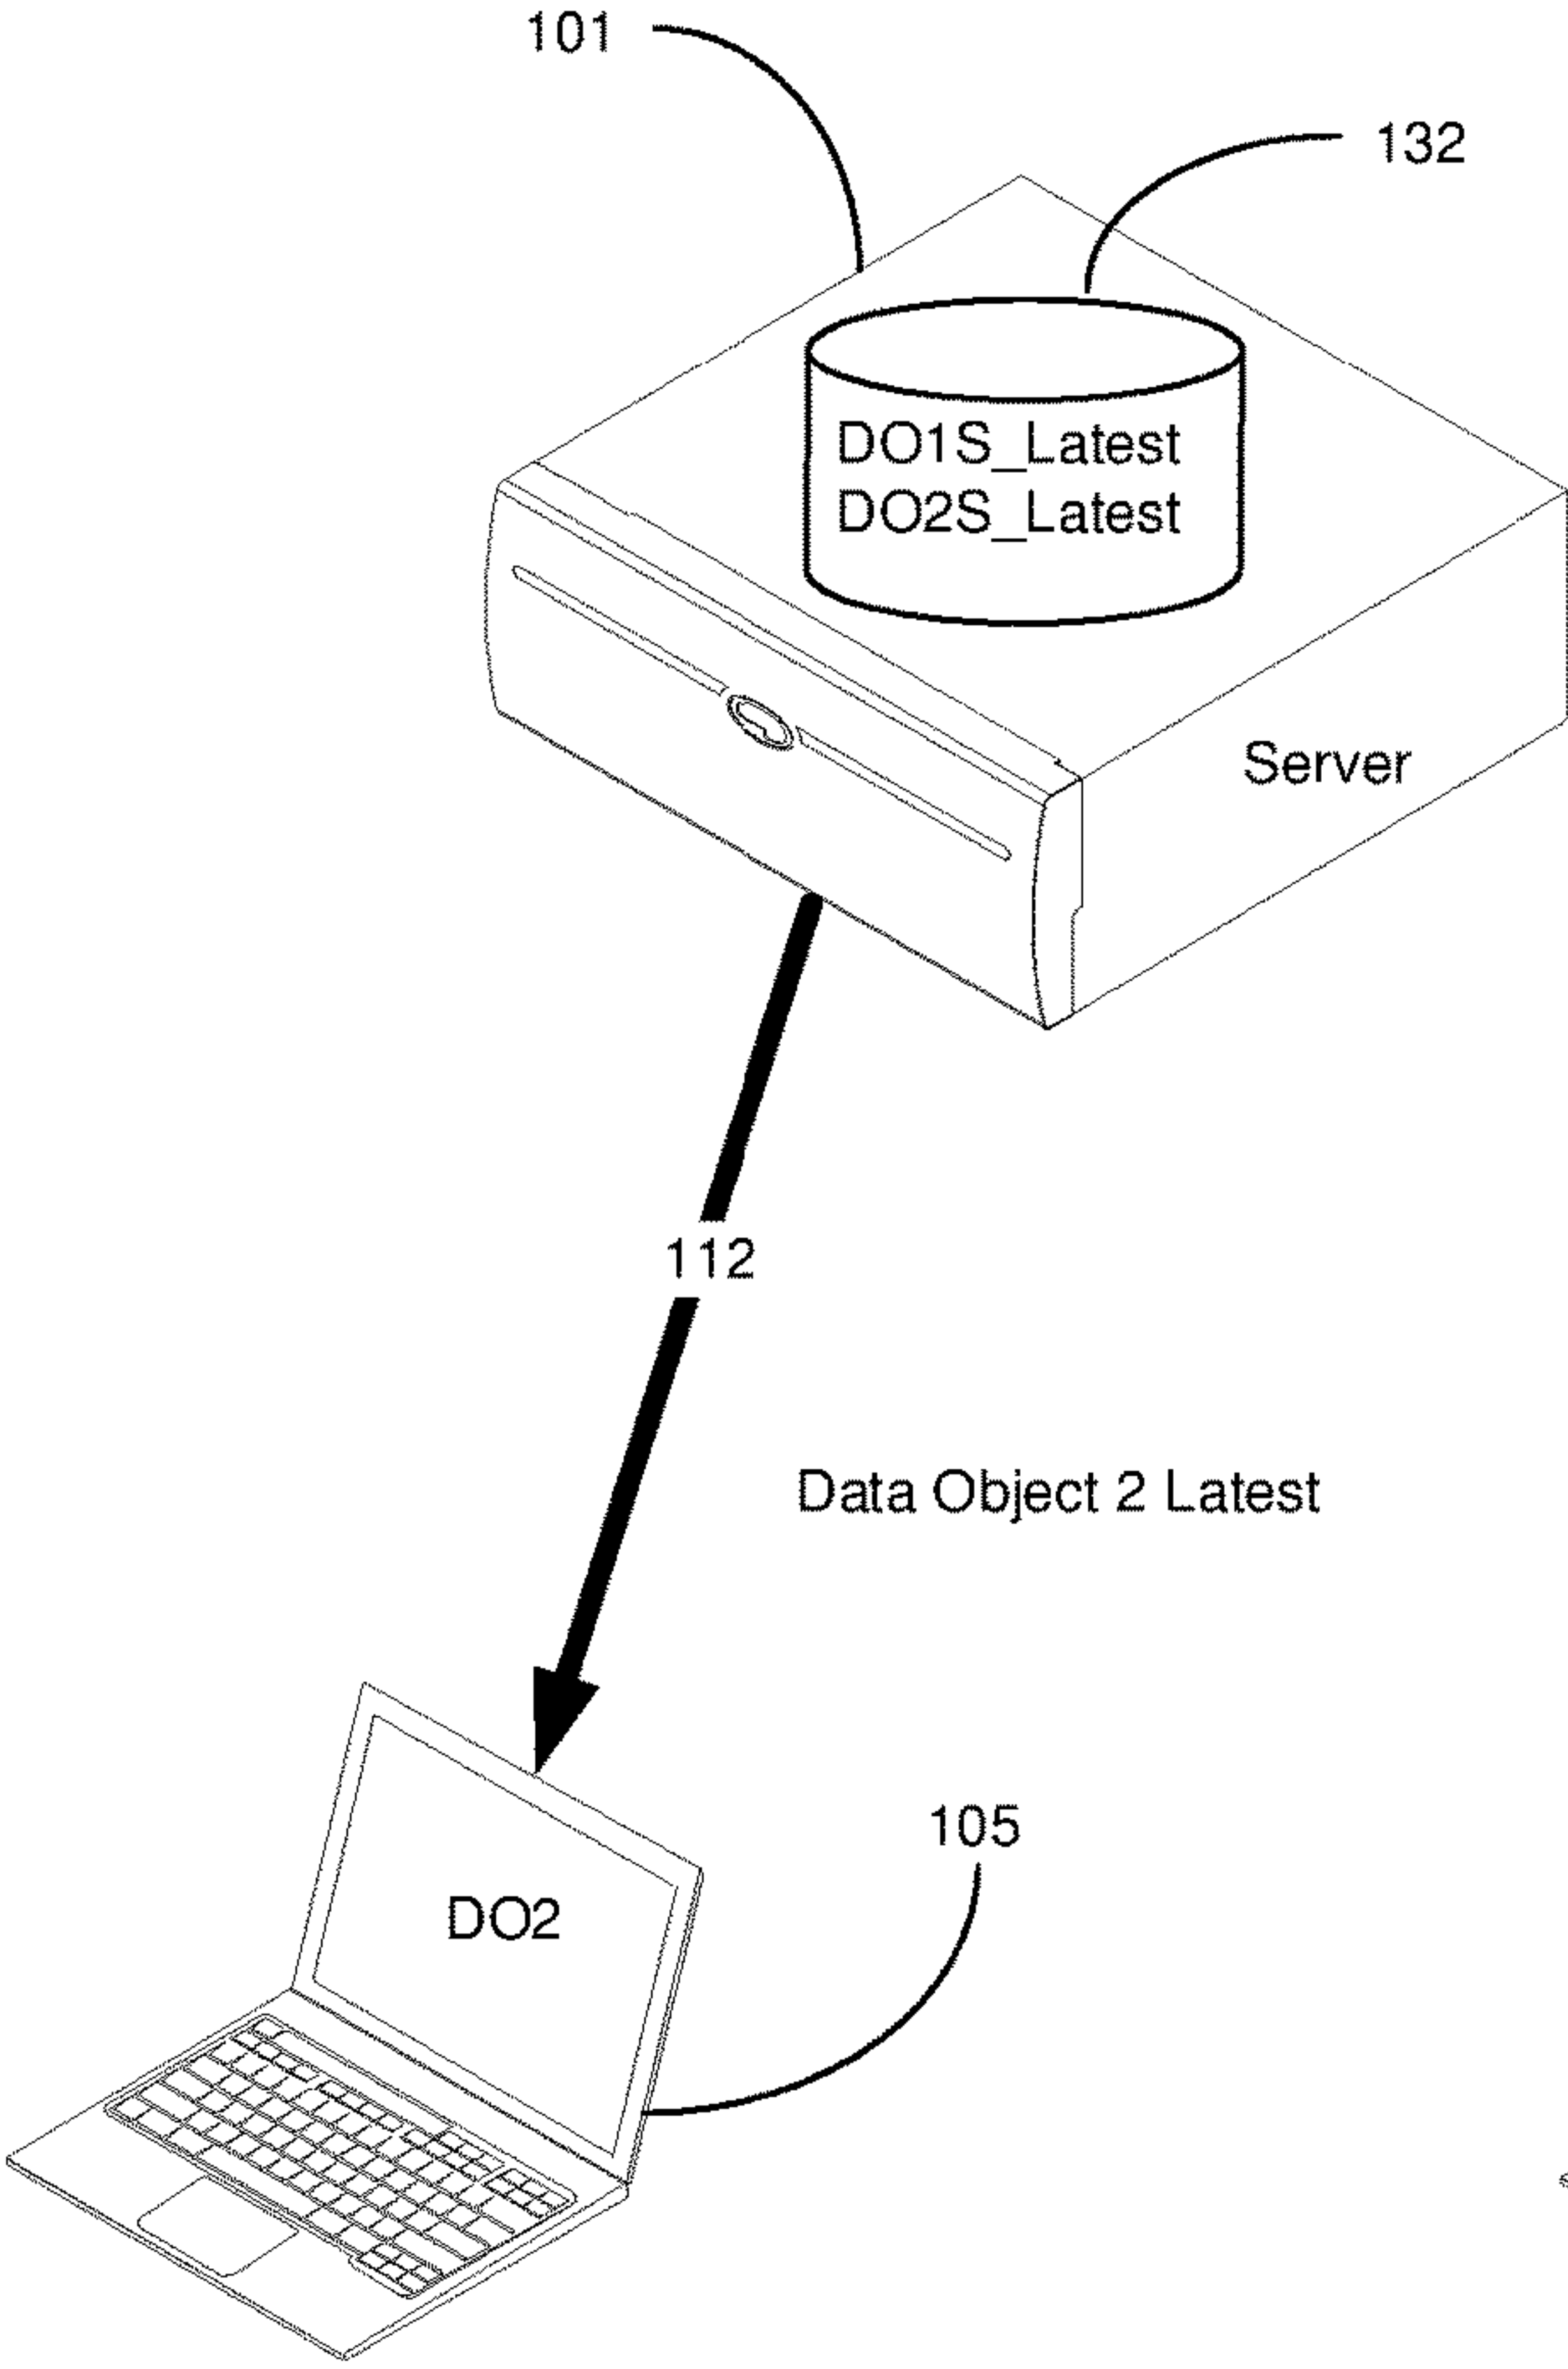 101
132
DO1S_Latest
DO2S_Latest
Server
112
Data Object 2 Latest
105
DO2